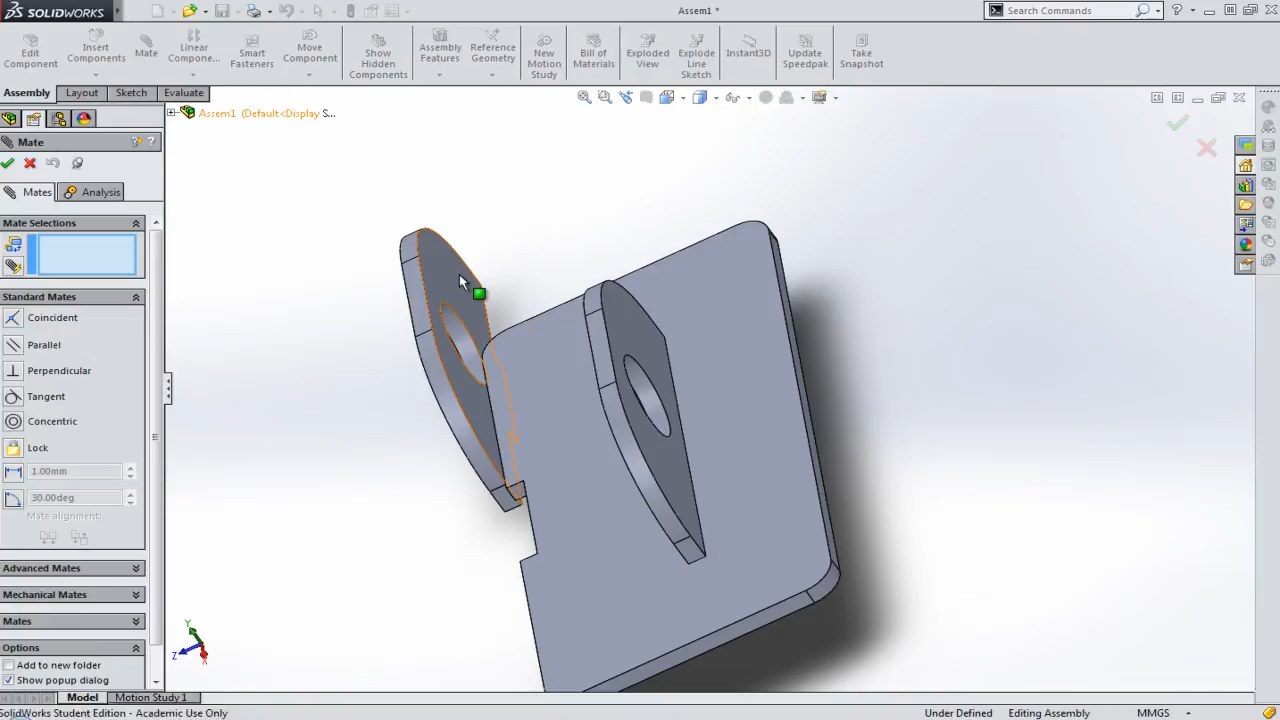 SOLIDWORKS
Assem1 *
Search Commands
Edit Component
Insert Components
Mate
Linear Compone...
Smart Fasteners
Move Component
Show Hidden Components
Assembly Features
Reference Geometry
New Motion Study
Bill of Materials
Exploded View
Explode Line Sketch
Instant3D
Update Speedpak
Take Snapshot
Assembly Layout Sketch Evaluate
Assem1 (Default<Display S...
Mate
Mates Analysis
Mate Selections
Standard Mates
Coincident
Parallel
Perpendicular
Tangent
Concentric
Lock
1.00mm
30.00deg
Mate alignment:
Advanced Mates
Mechanical Mates
Mates
Options
Add to new folder
Show popup dialog
Y
Z
X
Model Motion Study 1
SolidWorks Student Edition - Academic Use Only
Under Defined Editing Assembly MMGS